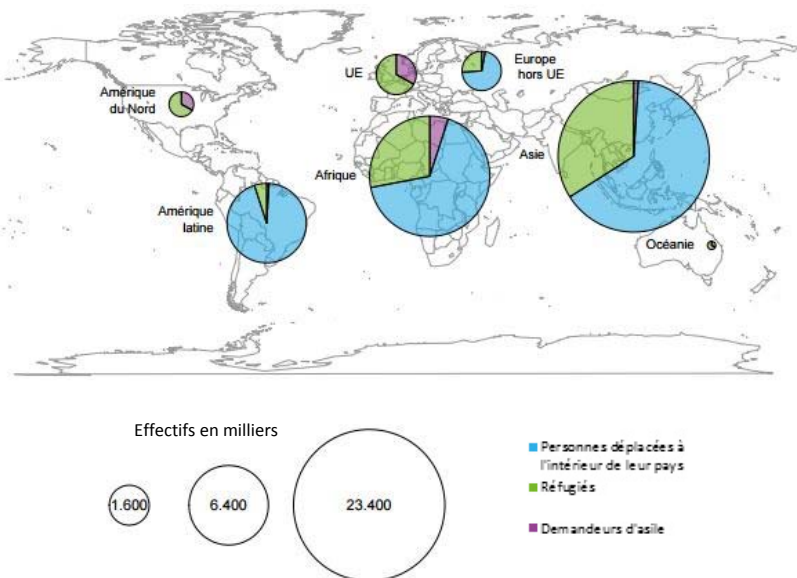 Amérique
du Nord
UE
Europe
hors UE
Afrique
Asie
Amérique
latine
Océanie
Effectifs en milliers
1.600
6.400
23.400
Personnes déplacées à
l'intérieur de leur pays
Réfugiés
Demandeurs d'asile